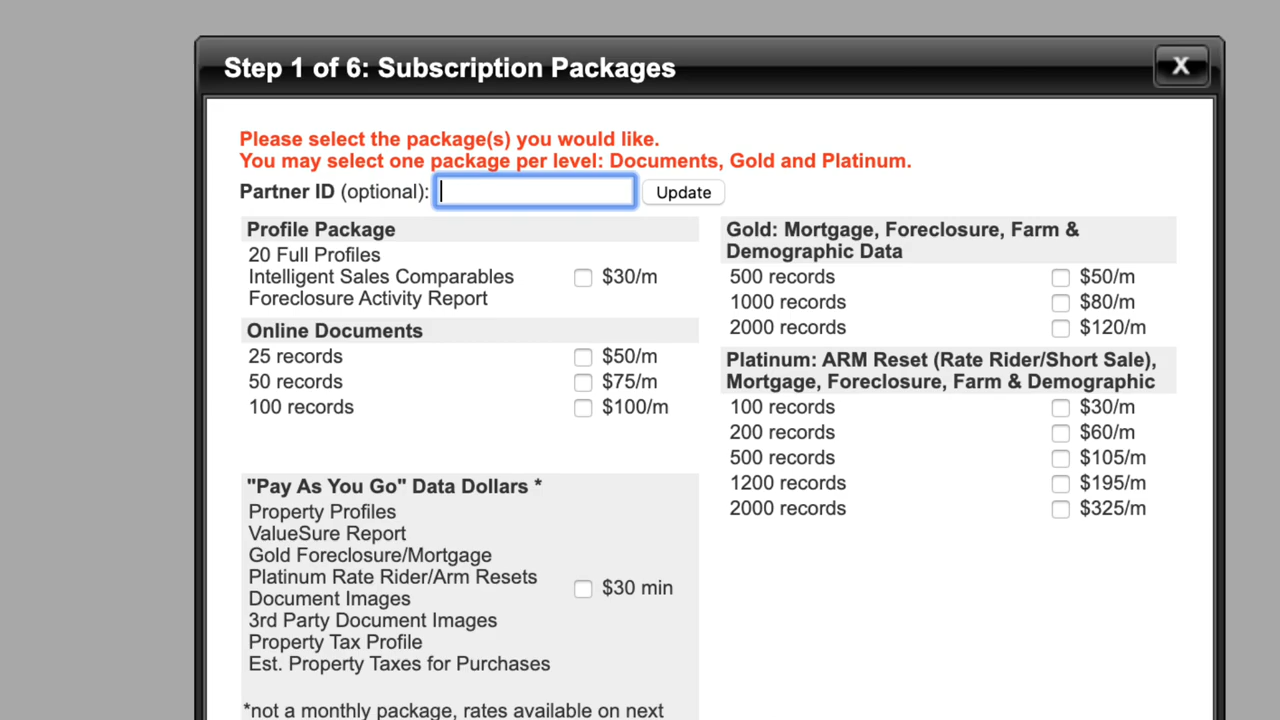 Step 1 of 6: Subscription Packages
X
Please select the package(s) you would like.
You may select one package per level: Documents, Gold and Platinum.
Partner ID (optional):
Update
Profile Package
20 Full Profiles
Intelligent Sales Comparables
$30/m
Foreclosure Activity Report
Online Documents
25 records $50/m
50 records $75/m
100 records $100/m
"Pay As You Go" Data Dollars *
Property Profiles
ValueSure Report
Gold Foreclosure/Mortgage
Platinum Rate Rider/Arm Resets
$30 min
Document Images
3rd Party Document Images
Property Tax Profile
Est. Property Taxes for Purchases
*not a monthly package, rates available on next
Gold: Mortgage, Foreclosure, Farm &
Demographic Data
500 records $50/m
1000 records $80/m
2000 records $120/m
Platinum: ARM Reset (Rate Rider/Short Sale),
Mortgage, Foreclosure, Farm & Demographic
100 records $30/m
200 records $60/m
500 records $105/m
1200 records $195/m
2000 records $325/m